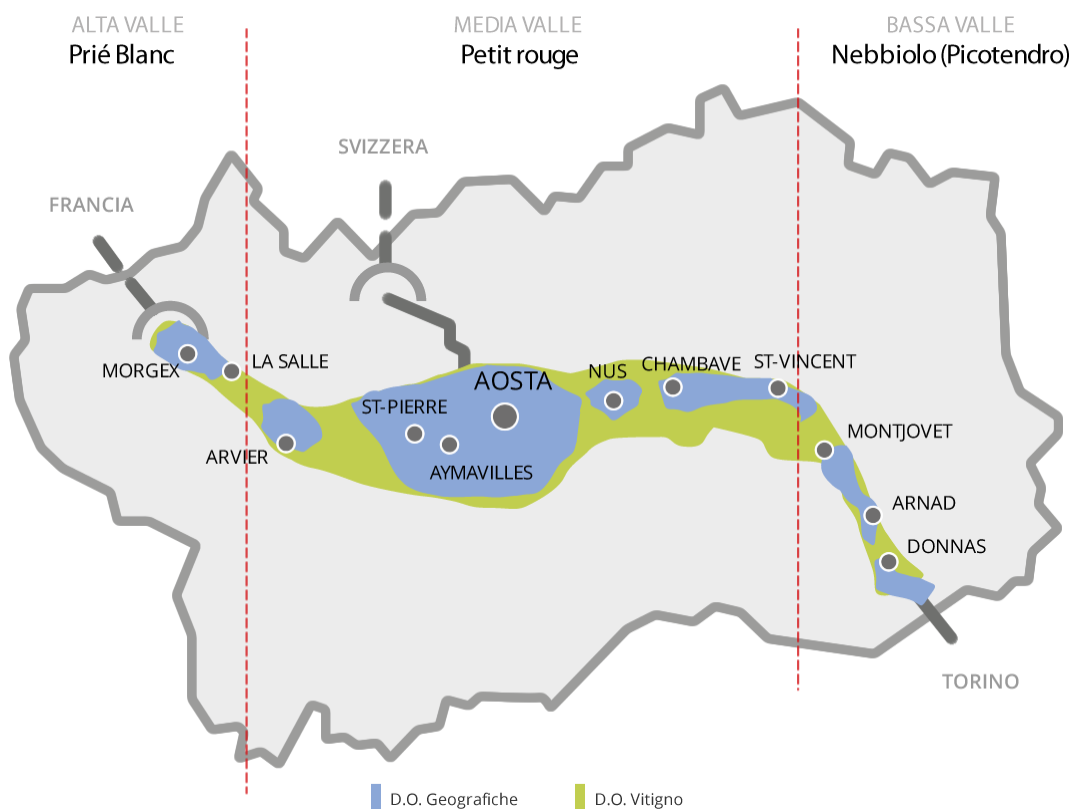 ALTA VALLE
Prié Blanc
MEDIA VALLE
Petit rouge
BASSA VALLE
Nebbiolo (Picotendro)
SVIZZERA
FRANCIA
MORGEX
LA SALLE
ARVIER
ST-PIERRE
AOSTA
AYMAVILLES
NUS
CHAMBAVE
ST-VINCENT
MONTJOVET
ARNAD
DONNAS
TORINO
D.O. Geografiche
D.O. Vitigno